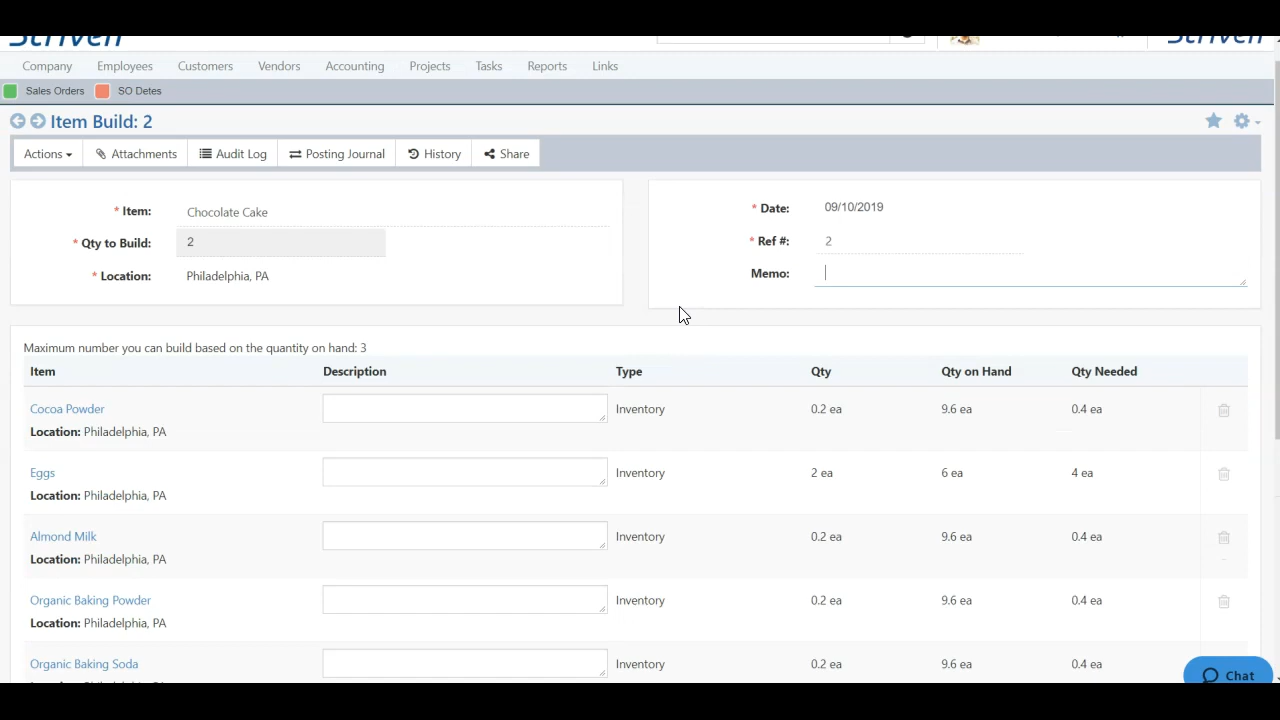 Scriven
Scriven
Company Employees Customers Vendors Accounting Projects Tasks Reports Links
Sales Orders SO Detes
Item Build: 2
Actions Attachments Audit Log Posting Journal History Share
* Item: Chocolate Cake
* Qty to Build: 2
* Location: Philadelphia, PA
* Date: 09/10/2019
* Ref #: 2
Memo:
Maximum number you can build based on the quantity on hand: 3
Item Description Type Qty Qty on Hand Qty Needed
Cocoa Powder Inventory 0.2 ea 9.6 ea 0.4 ea
Location: Philadelphia, PA
Eggs Inventory 2 ea 6 ea 4 ea
Location: Philadelphia, PA
Almond Milk Inventory 0.2 ea 9.6 ea 0.4 ea
Location: Philadelphia, PA
Organic Baking Powder Inventory 0.2 ea 9.6 ea 0.4 ea
Location: Philadelphia, PA
Organic Baking Soda Inventory 0.2 ea 9.6 ea 0.4 ea
Chat